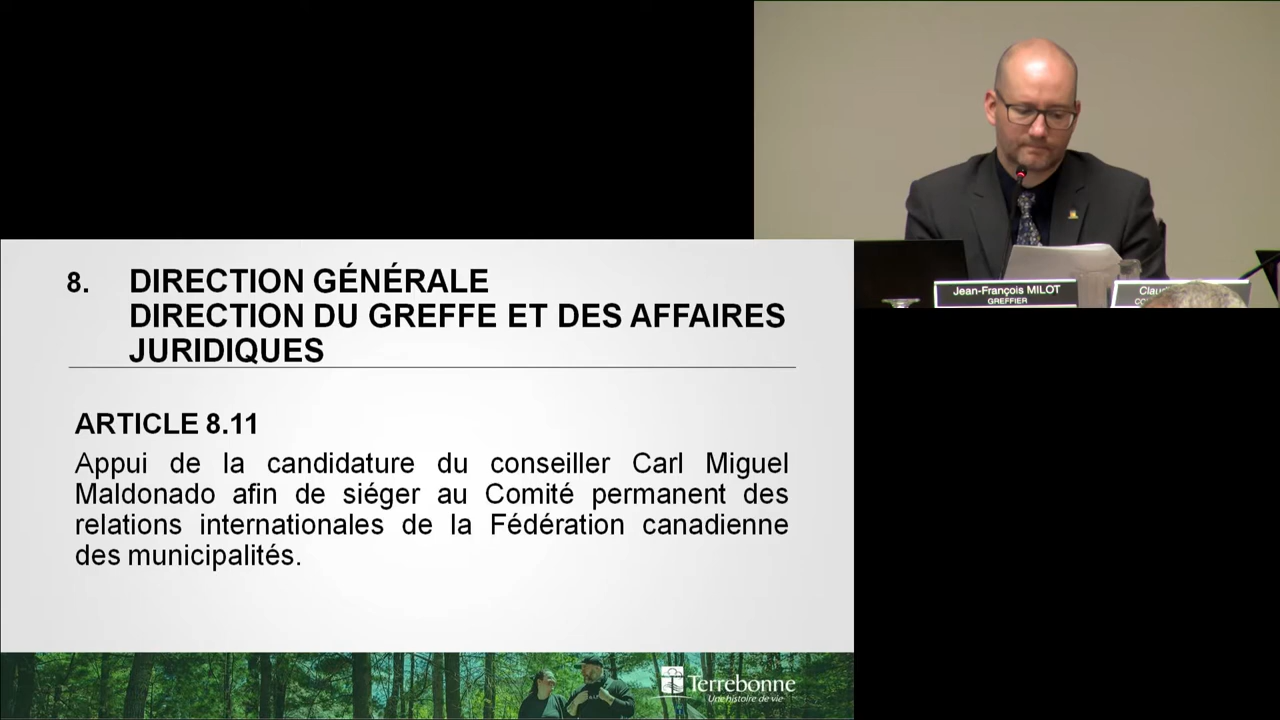 Jean-François MILOT
GREFFIER
8. DIRECTION GÉNÉRALE
DIRECTION DU GREFFE ET DES AFFAIRES
JURIDIQUES
ARTICLE 8.11
Appui de la candidature du conseiller Carl Miguel
Maldonado afin de siéger au Comité permanent des
relations internationales de la Fédération canadienne
des municipalités.
Terrebonne
Une histoire de vie